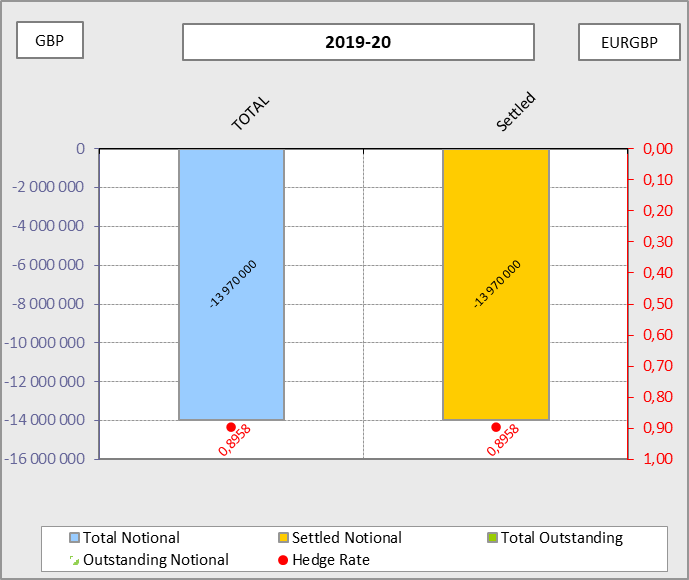 GBP 2019-20 EURGBP
TOTAL Settled
0 0,00
-2 000 000 0,10
-4 000 000 0,20
-6 000 000 0,30
-8 000 000 0,40
-10 000 000 0,50
-12 000 000 0,60
-14 000 000 0,70
-16 000 000 0,80
0,90
1,00
-13 970 000 -13 970 000
0,8958 0,8958
Total Notional Settled Notional Total Outstanding
Outstanding Notional Hedge Rate